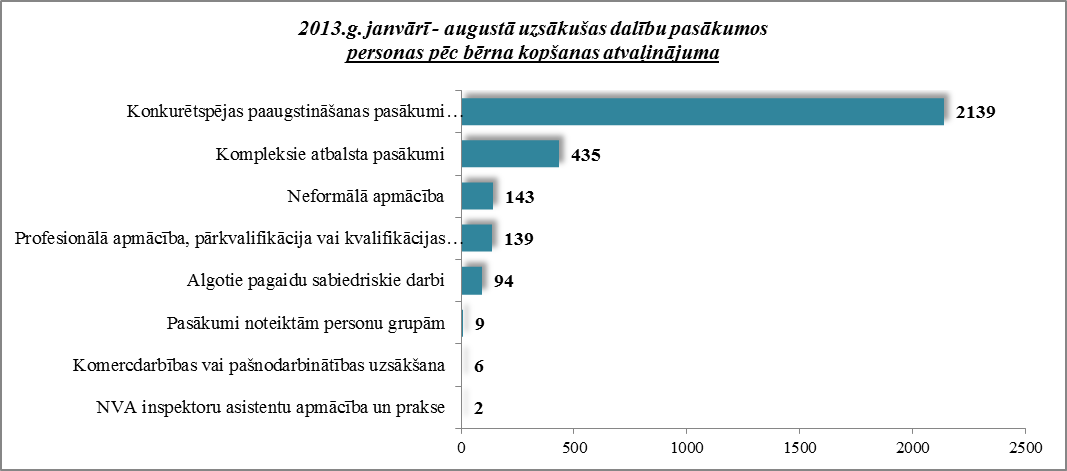 2013.g. janvārī - augustā uzsākušas dalību pasākumos
personas pēc bērna kopšanas atvaļinājuma
Konkurētspējas paaugstināšanas pasākumi… 2139
Kompleksie atbalsta pasākumi 435
Neformālā apmācība 143
Profesionālā apmācība, pārkvalifikācija vai kvalifikācijas… 139
Algotie pagaidu sabiedriskie darbi 94
Pasākumi noteiktām personu grupām 9
Komercdarbības vai pašnodarbinātības uzsākšana 6
NVA inspektoru asistentu apmācība un prakse 2
0 500 1000 1500 2000 2500